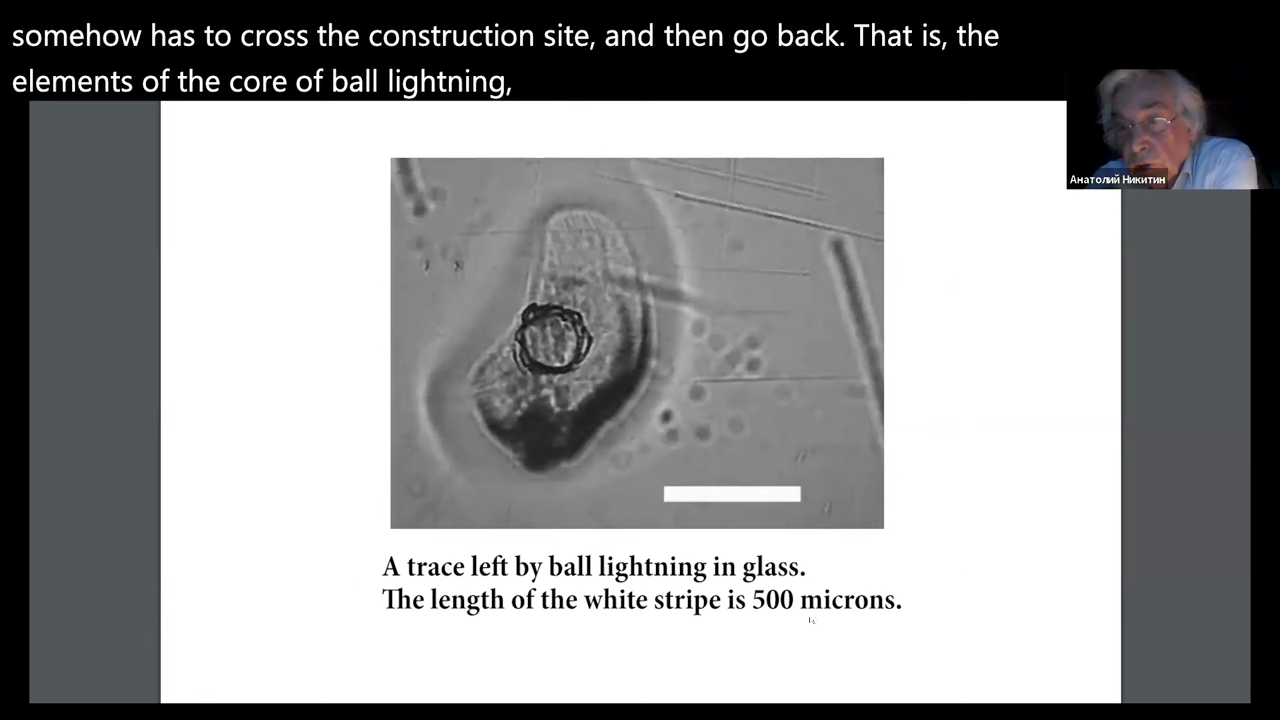 somehow has to cross the construction site, and then go back. That is, the
elements of the core of ball lightning,
Анатолий Никитин
A trace left by ball lightning in glass.
The length of the white stripe is 500 microns.